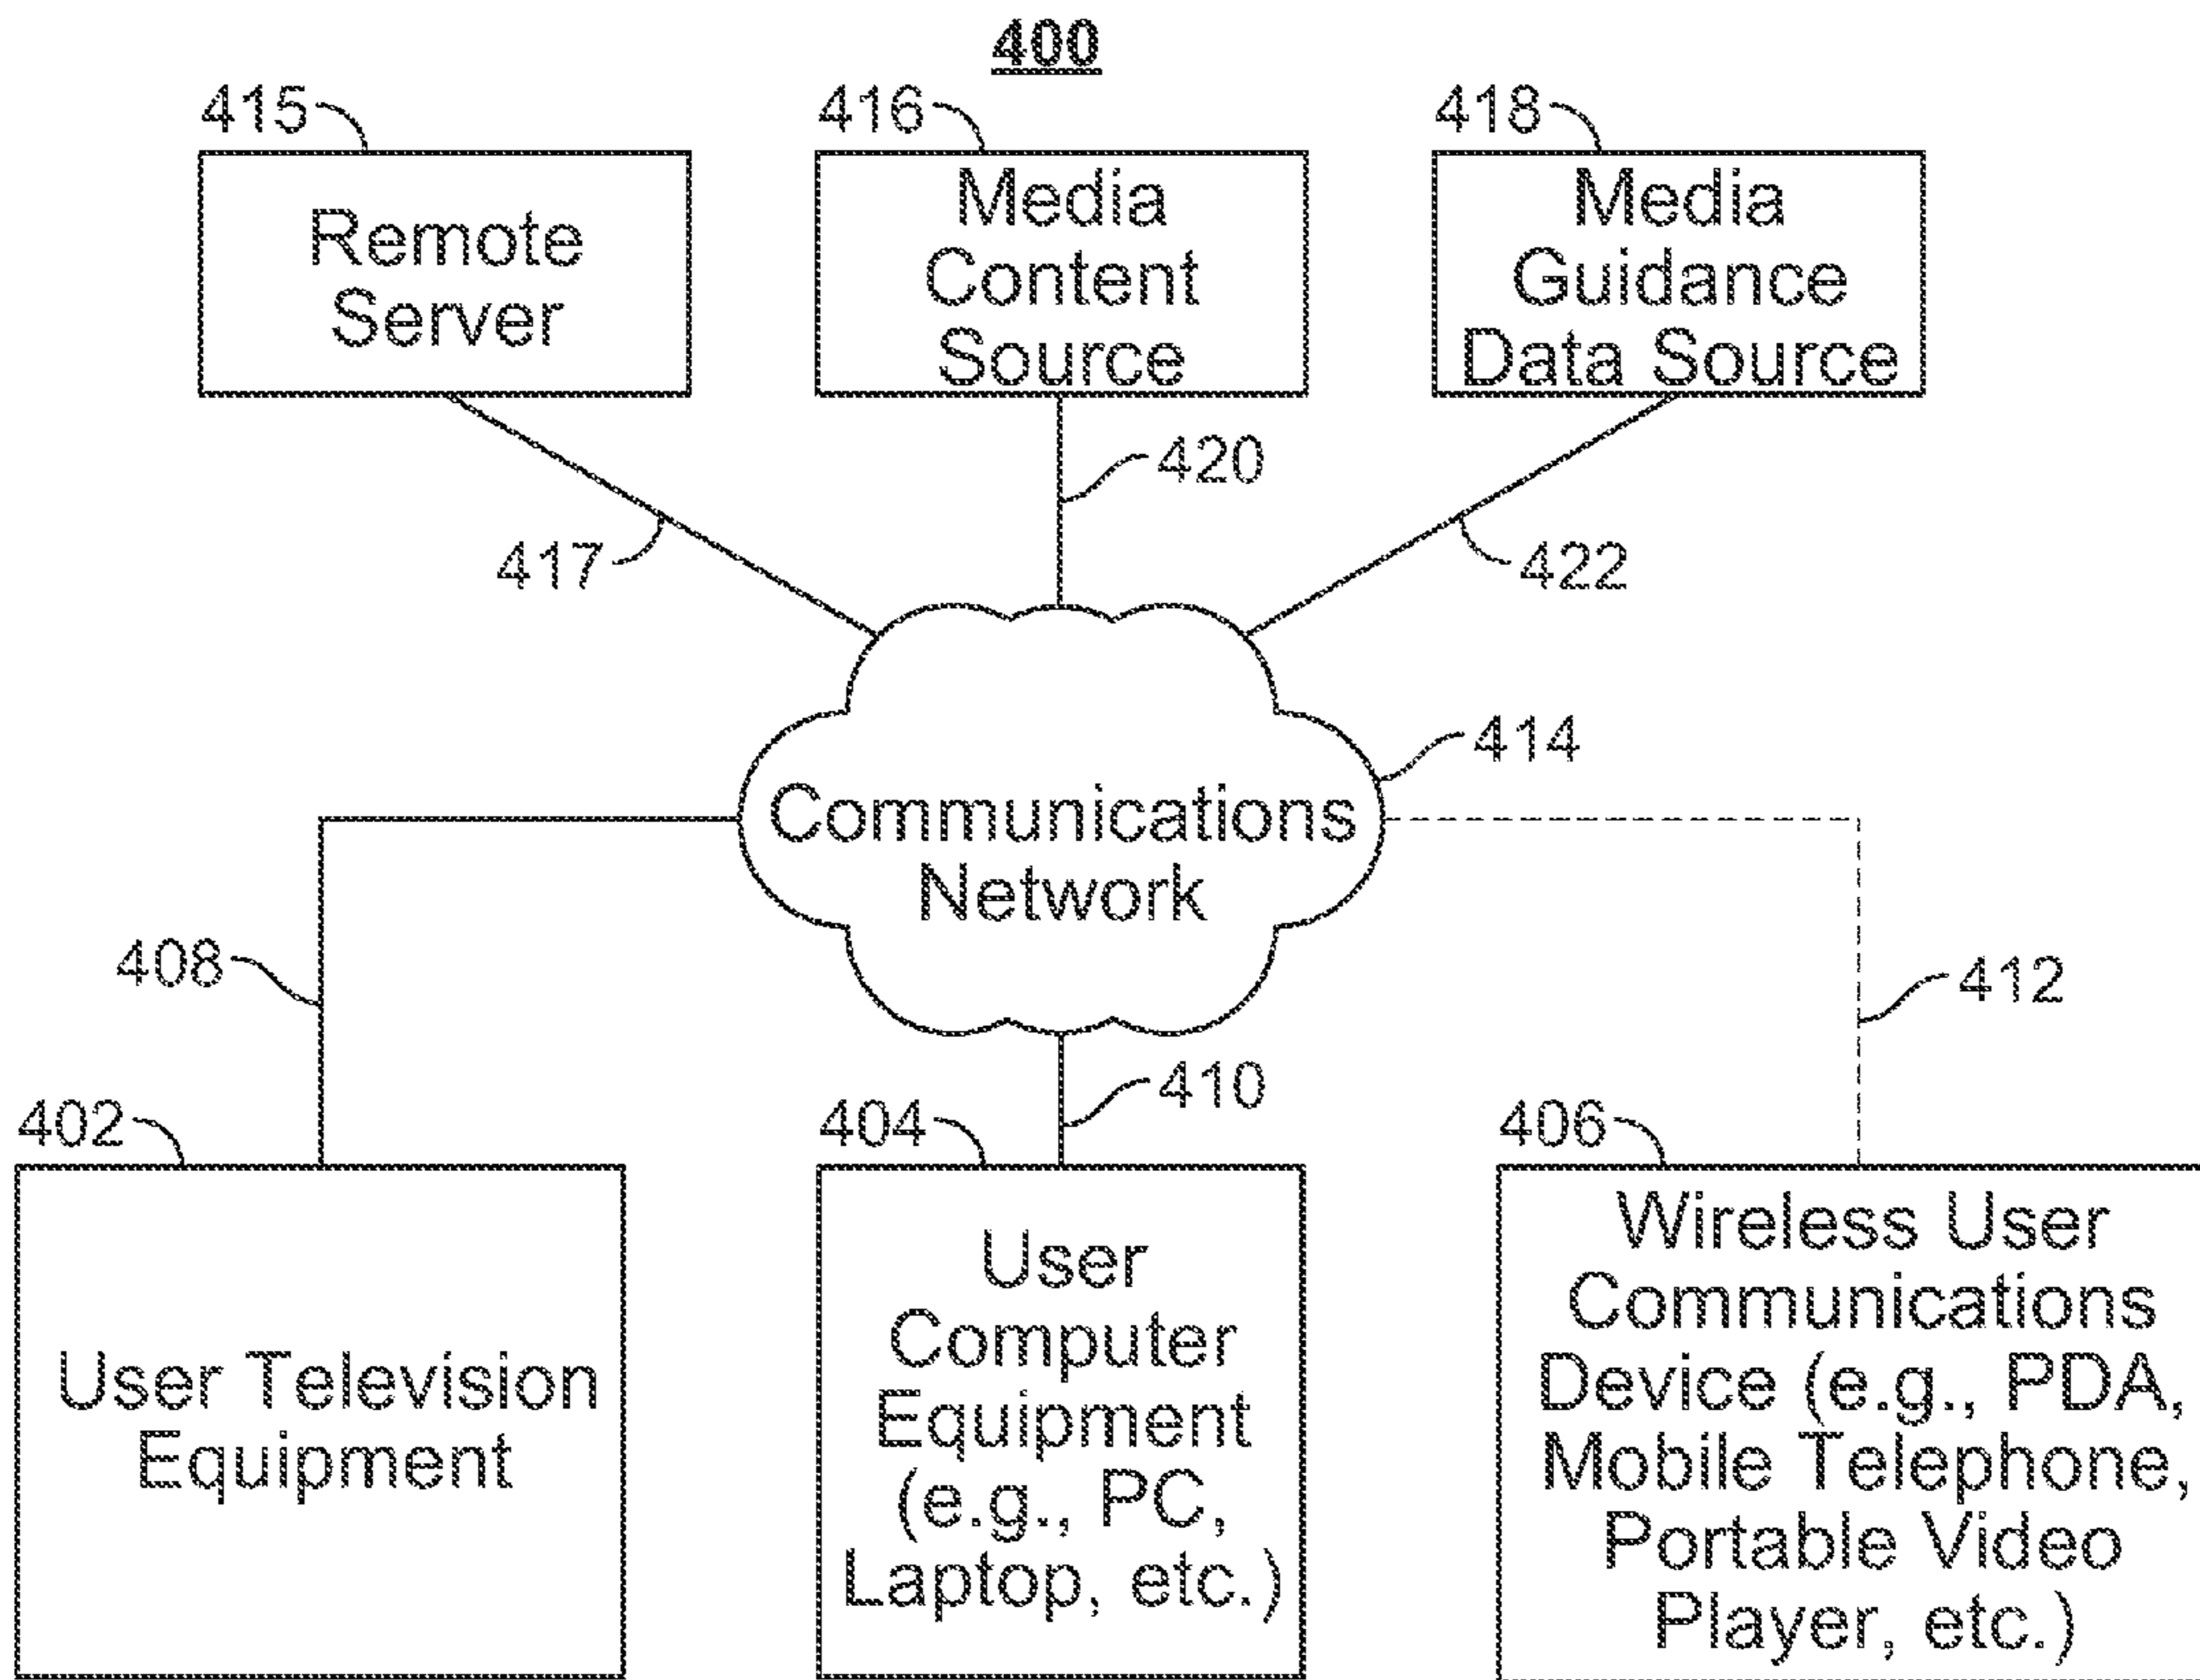 400
415
416
418
Remote
Server
Media
Content
Source
Media
Guidance
Data Source
420
417
422
414
Communications
Network
408
412
410
402
404
406
User Television
Equipment
User
Computer
Equipment
(e.g., PC,
Laptop, etc.)
Wireless User
Communications
Device (e.g., PDA,
Mobile Telephone,
Portable Video
Player, etc.)